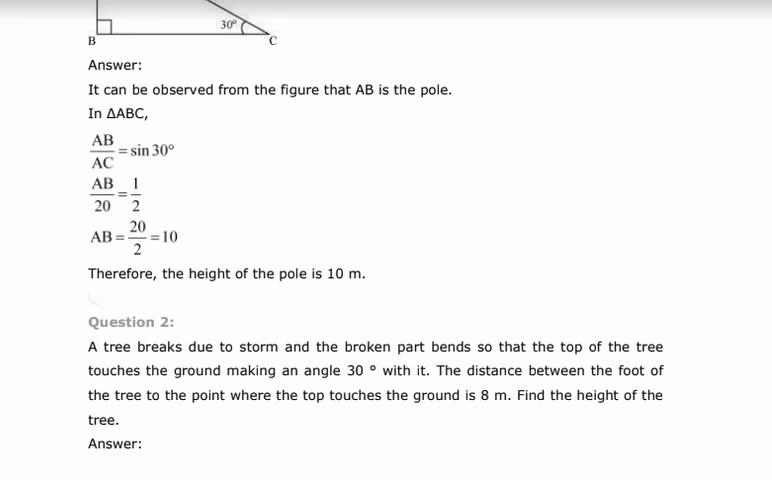 30°
B
C
Answer:
It can be observed from the figure that AB is the pole.
In ΔABC,
AB/AC = sin 30°
AB/20 = 1/2
AB = 20/2 = 10
Therefore, the height of the pole is 10 m.
Question 2:
A tree breaks due to storm and the broken part bends so that the top of the tree
touches the ground making an angle 30 ° with it. The distance between the foot of
the tree to the point where the top touches the ground is 8 m. Find the height of the
tree.
Answer: